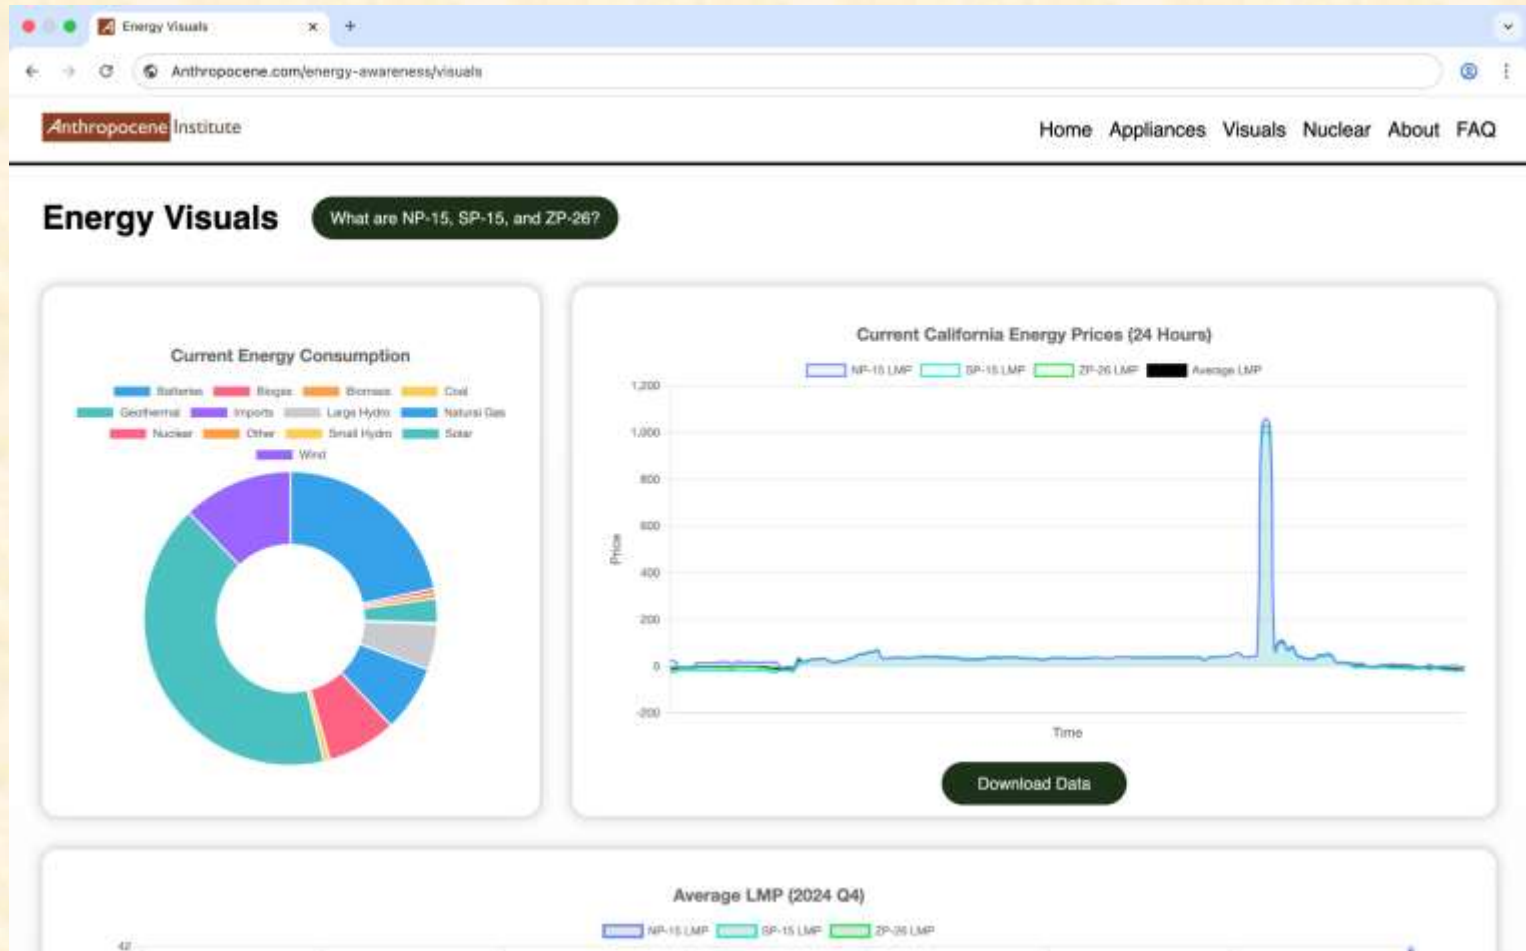 Energy Visuals
Anthropocene.com/energy-awareness/visuals
Anthropocene Institute
Home Appliances Visuals Nuclear About FAQ
Energy Visuals
What are NP-15, SP-15, and ZP-26?
Current Energy Consumption
Batteries Biogas Biomass Coal
Geothermal Imports Large Hydro Natural Gas
Nuclear Other Small Hydro Solar
Wind
Current California Energy Prices (24 Hours)
NP-15 LMP SP-15 LMP ZP-26 LMP Average LMP
1,200
1,000
800
600
400
200
0
-200
Price
Time
Download Data
Average LMP (2024 Q4)
NP-15 LMP SP-15 LMP ZP-26 LMP
42